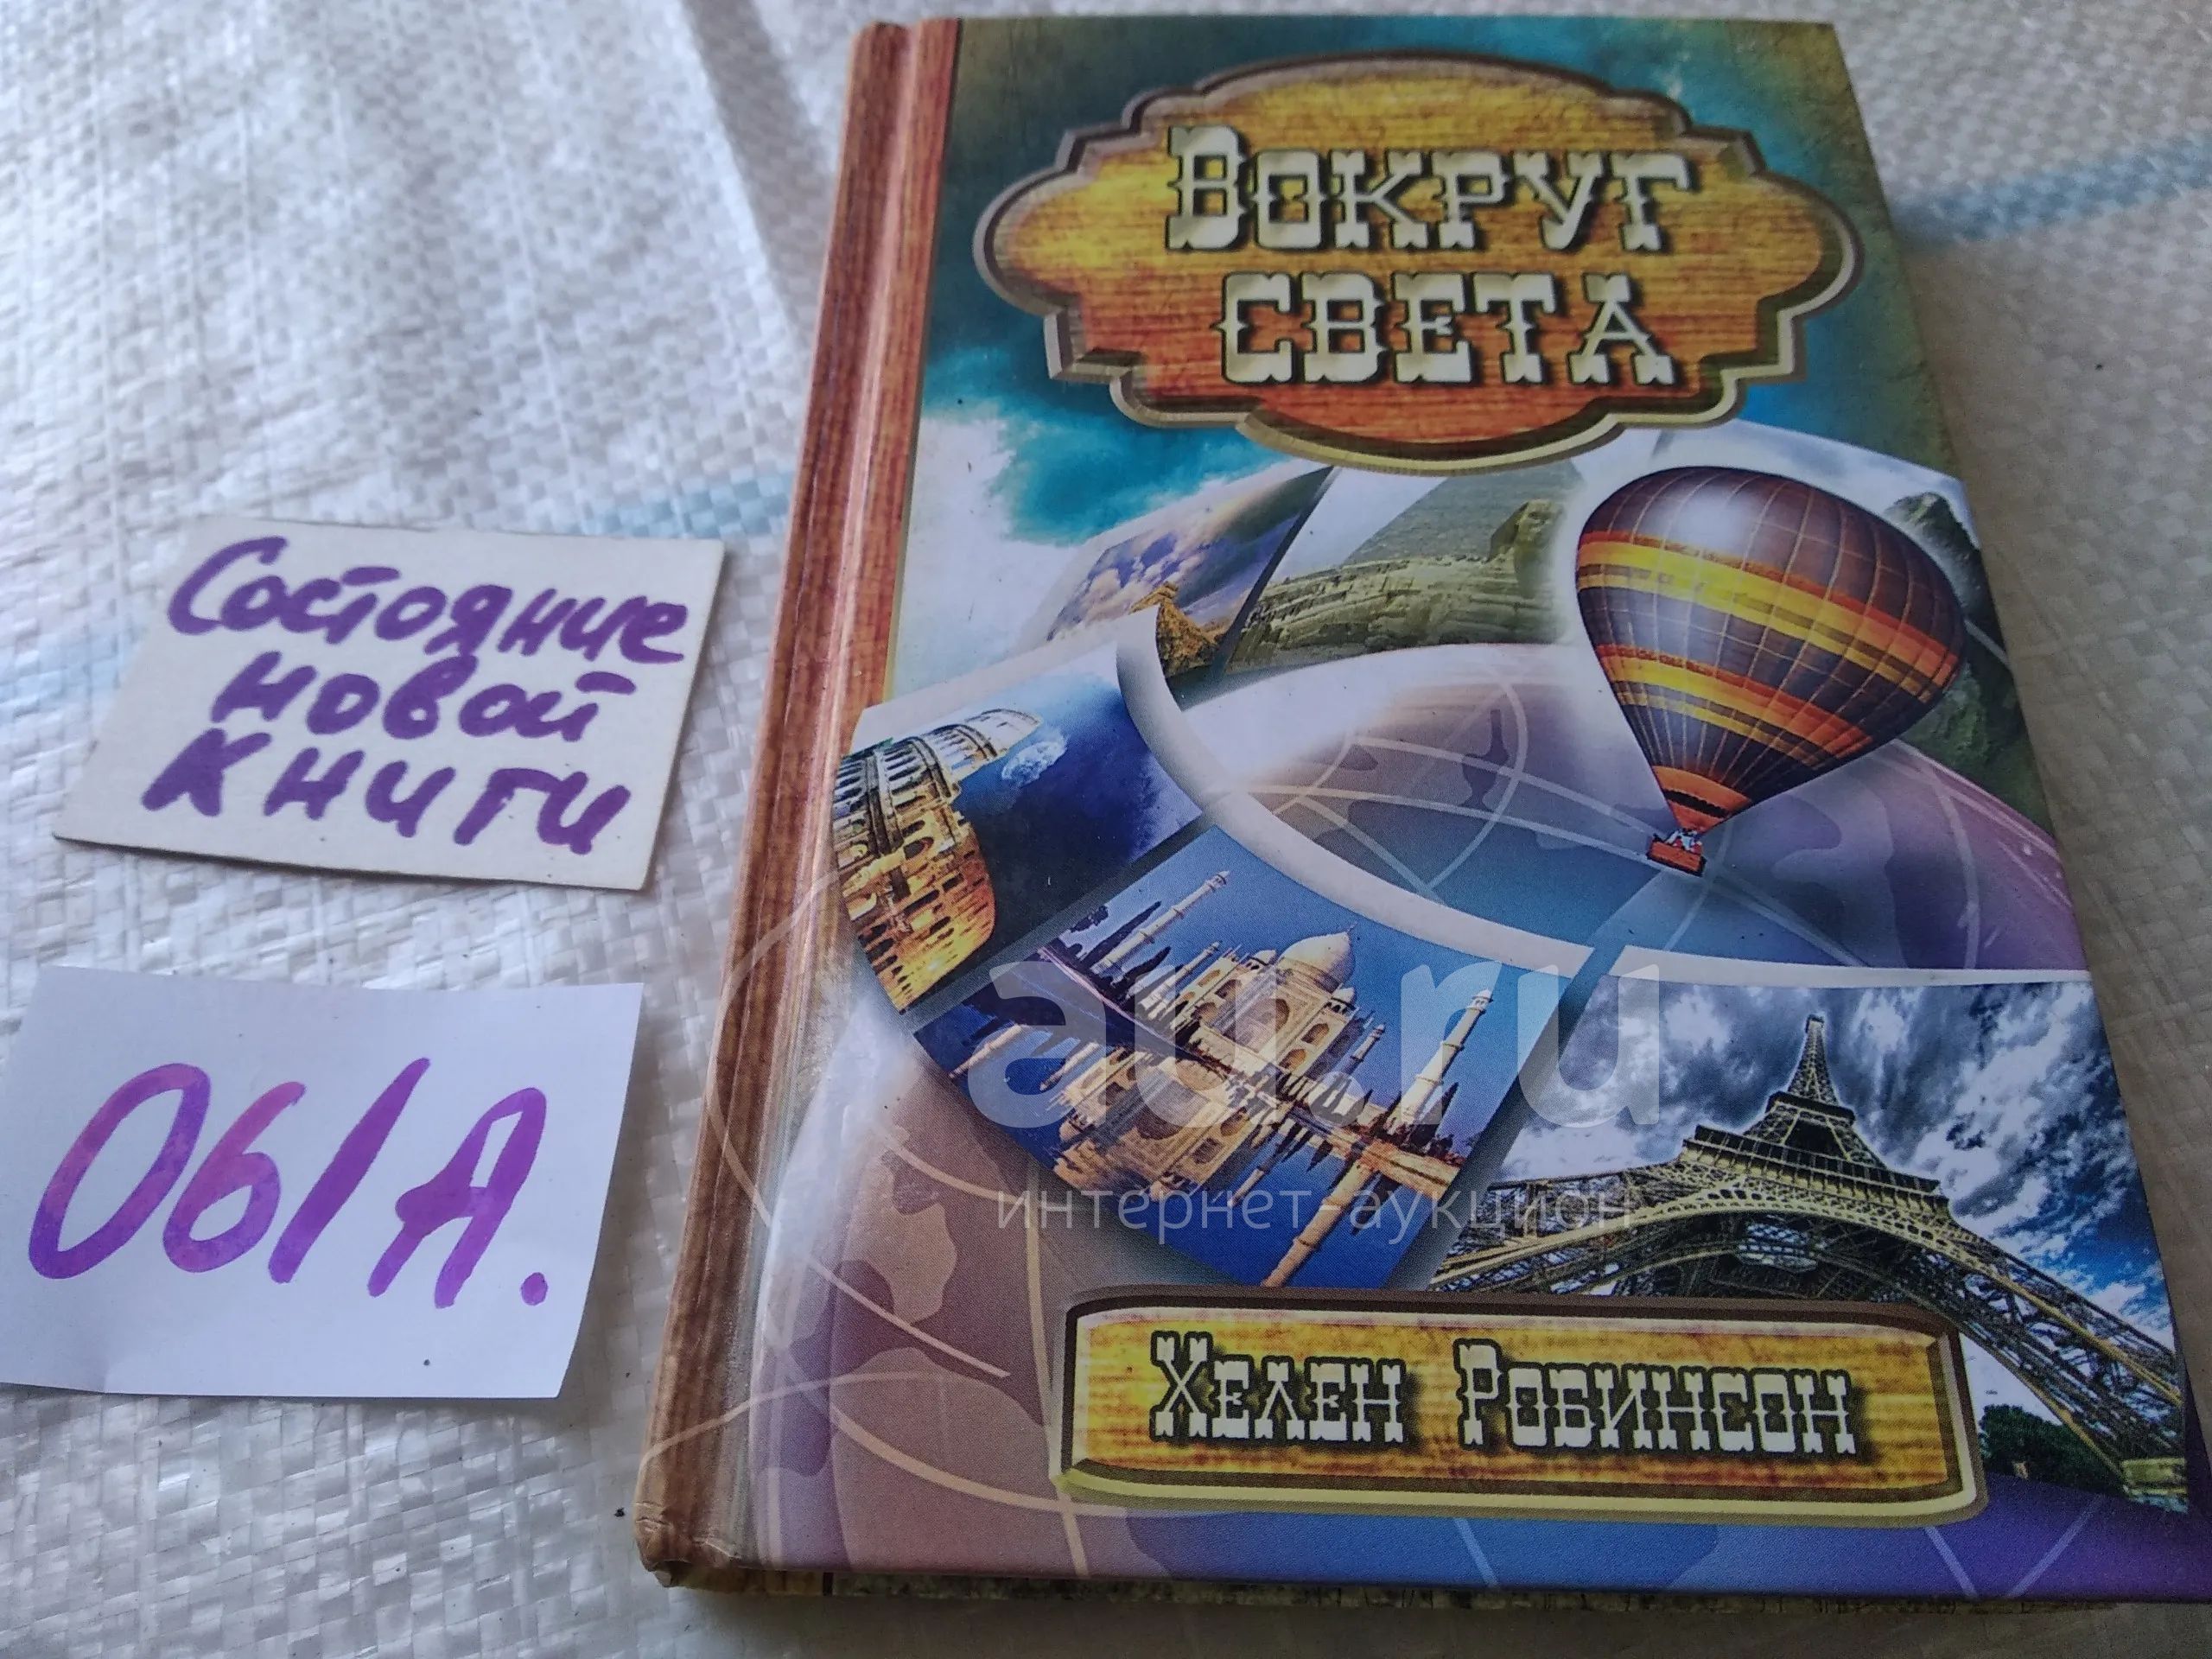 Вокруг
света
Состояние
новой
книги
06/А.
au.ru
интернет-аукцион
Хелен Робинсон